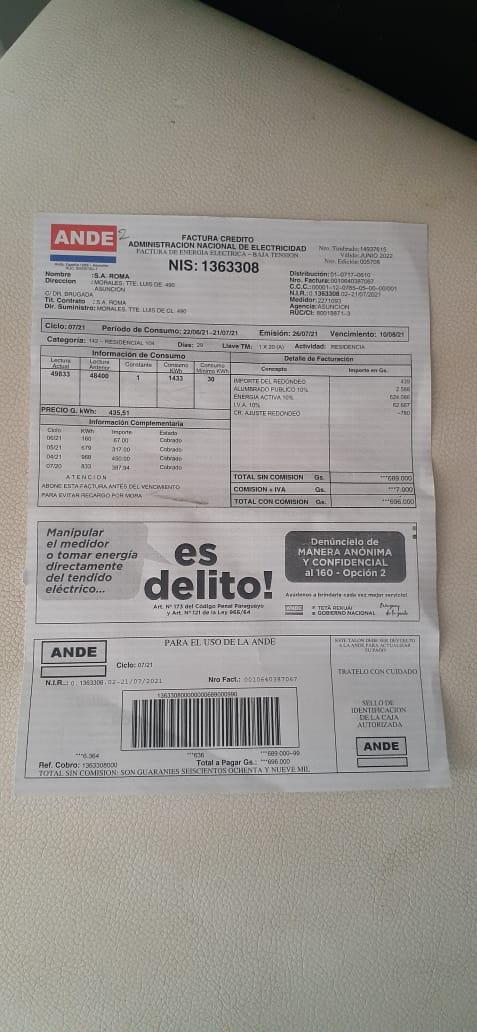 ANDE 2
FACTURA CREDITO
ADMINISTRACION NACIONAL DE ELECTRICIDAD
FACTURA DE ENERGIA ELECTRICA - BAJA TENSION
NIS: 1363308
Nro. Timbrado: 14937615
Válido: JUNIO 2022
Nro. Edición: 005706
Nombre : S.A. ROMA
Direccion : MORALES, TTE. LUIS DE 490
ASUNCION
C/ DR. BRUGADA
Tit. Contrato : S.A. ROMA
Dir. Suministro: MORALES, TTE. LUIS DE CL. 490
Distribución: 01-0717-0610
Nro. Factura: 0010640387067
C.C.C.: 00001-12-0765-05-00-00/001
N.I.R.: 0.1363308.02-21/07/2021
Medidor: 2271093
Agencia: ASUNCION
RUC/CI: 80018871-3
Ciclo: 07/21 Periodo de Consumo: 22/06/21-21/07/21 Emisión: 26/07/21 Vencimiento: 10/08/21
Categoría: 142 - RESIDENCIAL 104 Días: 29 Llave TM: 1 X 20 (A) Actividad: RESIDENCIA
Información de Consumo
Lectura Actual Lectura Anterior Constante Consumo KWh Consumo Mínimo KWh
49833 48400 1 1433 30
PRECIO G. kWh: 435,51
Información Complementaria
Ciclo KWh Importe Estado
06/21 160 67.00 Cobrado
05/21 679 317.00 Cobrado
04/21 968 450.00 Cobrado
07/20 833 387.94 Cobrado
ATENCION
ABONE ESTA FACTURA ANTES DEL VENCIMIENTO
PARA EVITAR RECARGO POR MORA
Detalle de Facturación
Concepto Importe en Gs.
IMPORTE DEL REDONDEO 439
ALUMBRADO PUBLICO 10% 2.588
ENERGIA ACTIVA 10% 624.086
I.V.A. 10% 62.667
CR. AJUSTE REDONDEO -780
TOTAL SIN COMISION Gs. ***689.000
COMISION + IVA Gs. ***7.000
TOTAL CON COMISION Gs. ***696.000
Manipular
el medidor
o tomar energía
directamente
del tendido
eléctrico...
es
delito!
Art. N° 173 del Código Penal Paraguayo
y Art. N° 121 de la Ley 966/64
Denúncielo de
MANERA ANÓNIMA
Y CONFIDENCIAL
al 160 - Opción 2
Ayúdenos a brindarle cada vez mejor servicio!
ANDE
TETÃ REKUÁI
GOBIERNO NACIONAL
Paraguay
de la gente
ANDE
PARA EL USO DE LA ANDE
Ciclo: 07/21
N.I.R.: 0.1363308.02-21/07/2021 Nro Fact.: 0010640387067
13633080000000689000990
***6.364 ***636 ***689.000-99
Ref. Cobro: 1363308000 Total a Pagar Gs.: ***696.000
TOTAL SIN COMISION: SON GUARANIES SEISCIENTOS OCHENTA Y NUEVE MIL
ESTE TALON DEBE SER DEVUELTO
A LA ANDE PARA ACTUALIZAR
SU PAGO
TRATELO CON CUIDADO
SELLO DE
IDENTIFICACION
DE LA CAJA
AUTORIZADA
ANDE